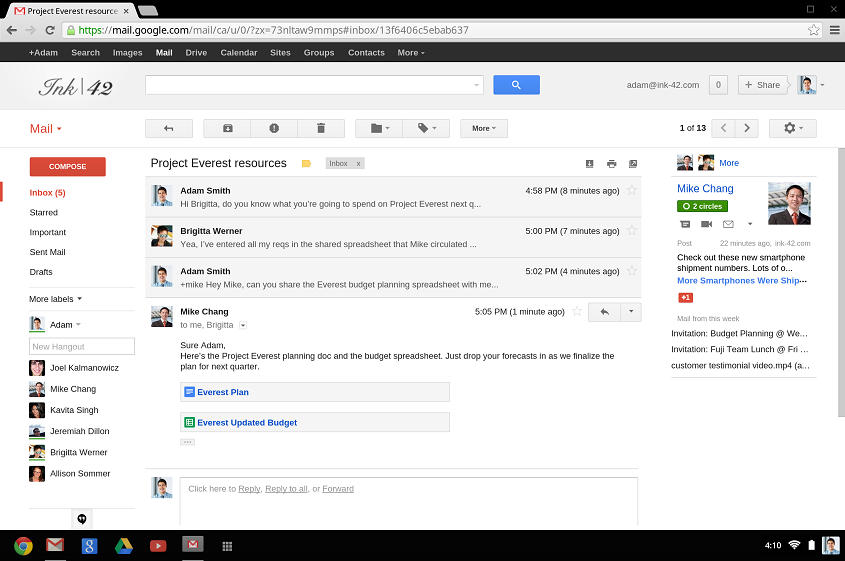 Project Everest resource
https://mail.google.com/mail/ca/u/0/?zx=73nltaw9mmps#inbox/13f6406c5ebab637
+Adam Search Images Mail Drive Calendar Sites Groups Contacts More
Ink 42
adam@ink-42.com 0 + Share
Mail
More
1 of 13
COMPOSE
Inbox (5)
Starred
Important
Sent Mail
Drafts
More labels
Adam
New Hangout
Joel Kalmanowicz
Mike Chang
Kavita Singh
Jeremiah Dillon
Brigitta Werner
Allison Sommer
Project Everest resources Inbox x
Adam Smith 4:58 PM (8 minutes ago)
Hi Brigitta, do you know what you're going to spend on Project Everest next q...
Brigitta Werner 5:00 PM (7 minutes ago)
Yea, I've entered all my reqs in the shared spreadsheet that Mike circulated ...
Adam Smith 5:02 PM (4 minutes ago)
+mike Hey Mike, can you share the Everest budget planning spreadsheet with me...
Mike Chang 5:05 PM (1 minute ago)
to me, Brigitta
Sure Adam,
Here's the Project Everest planning doc and the budget spreadsheet. Just drop your forecasts in as we finalize the
plan for next quarter.
Everest Plan
Everest Updated Budget
Click here to Reply, Reply to all, or Forward
More
Mike Chang
2 circles
Post 22 minutes ago, ink-42.com
Check out these new smartphone
shipment numbers. Lots of o...
More Smartphones Were Ship...
+1
Mail from this week
Invitation: Budget Planning @ We...
Invitation: Fuji Team Lunch @ Fri ...
customer testimonial video.mp4 (a...
8
4:10